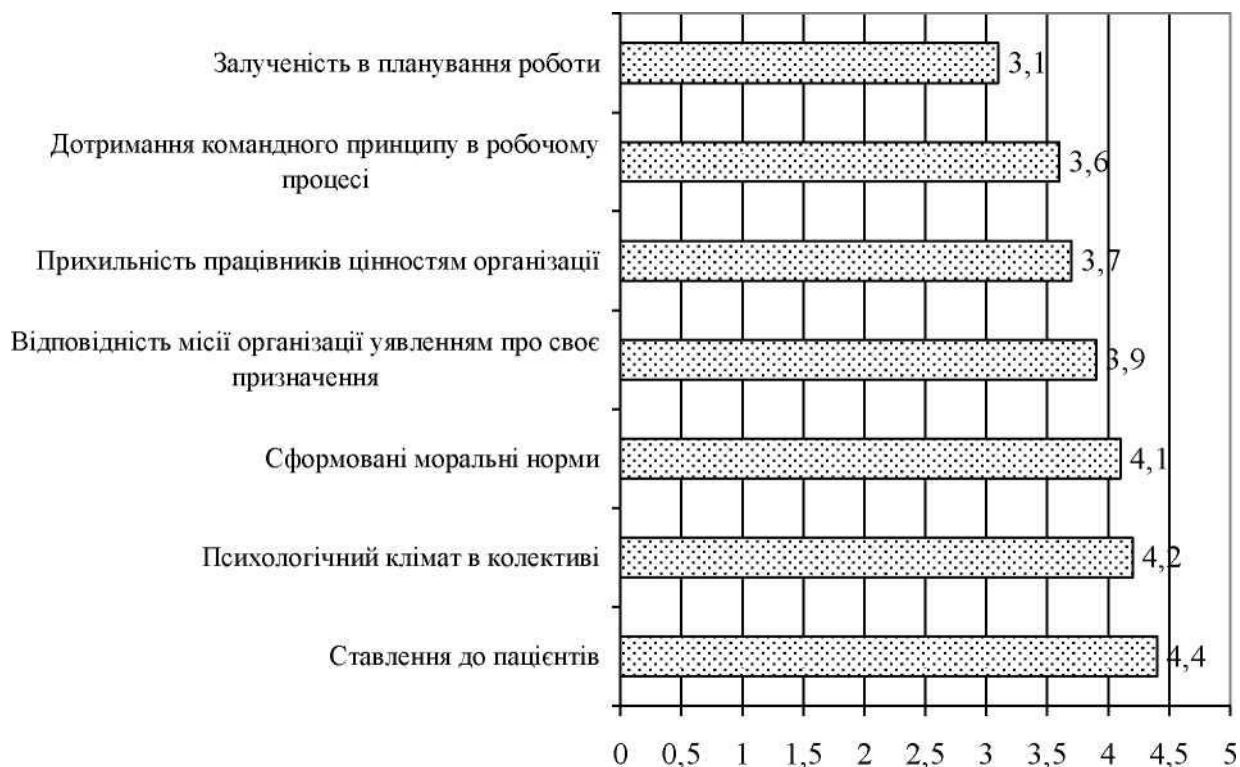 Залученість в планування роботи
3,1
Дотримання командного принципу в робочому
процесі
3,6
Прихильність працівників цінностям організації
3,7
Відповідність місії організації уявленням про своє
призначення
3,9
Сформовані моральні норми
4,1
Психологічний клімат в колективі
4,2
Ставлення до пацієнтів
4,4
0 0,5 1 1,5 2 2,5 3 3,5 4 4,5 5